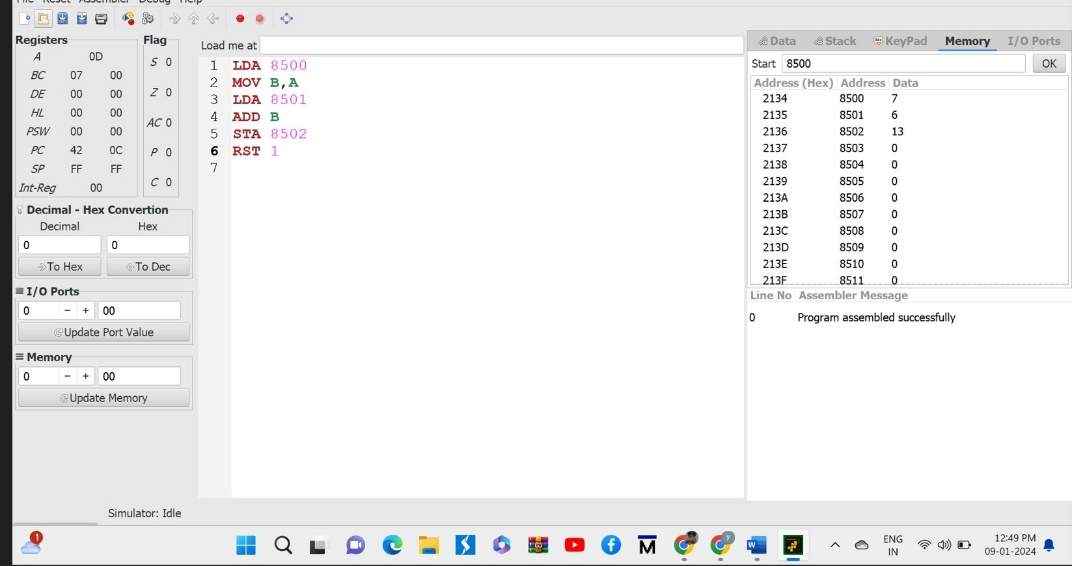 File Reset Assembler Debug Help
Registers
A 0D
BC 07 00
DE 00 00
HL 00 00
PSW 00 00
PC 42 0C
SP FF FF
Int-Reg 00
Flag
S 0
Z 0
AC 0
P 0
C 0
Decimal - Hex Convertion
Decimal Hex
0 0
To Hex To Dec
I/O Ports
0 - + 00
Update Port Value
Memory
0 - + 00
Update Memory
Simulator: Idle
Load me at
1 LDA 8500
2 MOV B,A
3 LDA 8501
4 ADD B
5 STA 8502
6 RST 1
7
Data Stack KeyPad Memory I/O Ports
Start 8500 OK
Address (Hex) Address Data
2134 8500 7
2135 8501 6
2136 8502 13
2137 8503 0
2138 8504 0
2139 8505 0
213A 8506 0
213B 8507 0
213C 8508 0
213D 8509 0
213E 8510 0
213F 8511 0
Line No Assembler Message
0 Program assembled successfully
1
ENG
IN
12:49 PM
09-01-2024